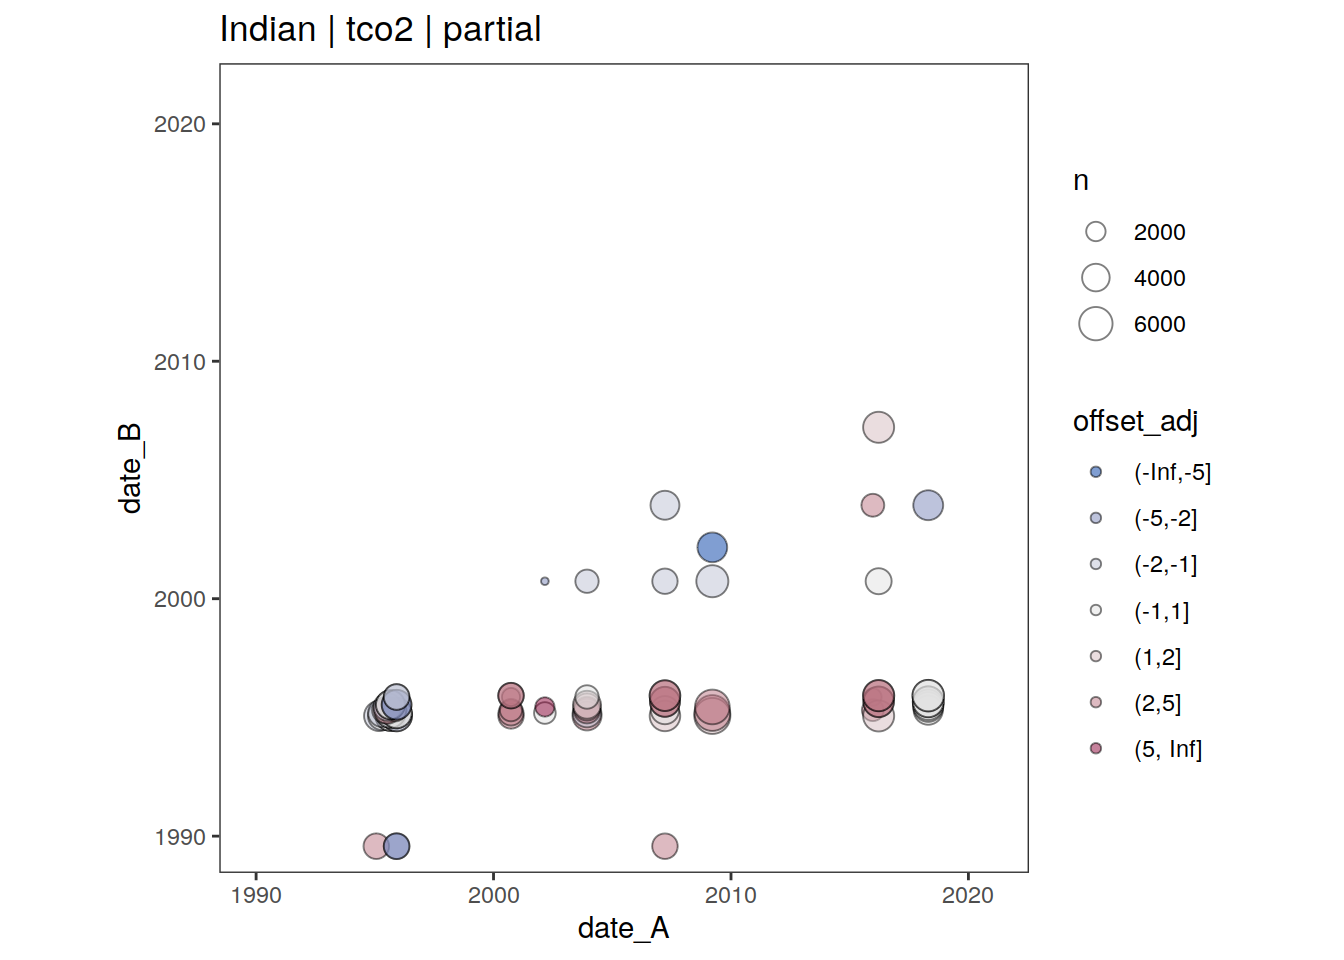 Indian | tco2 | partial
2020
2010
2000
1990
date_B
1990
2000
2010
2020
date_A
n
2000
4000
6000
offset_adj
(-Inf,-5]
(-5,-2]
(-2,-1]
(-1,1]
(1,2]
(2,5]
(5, Inf]